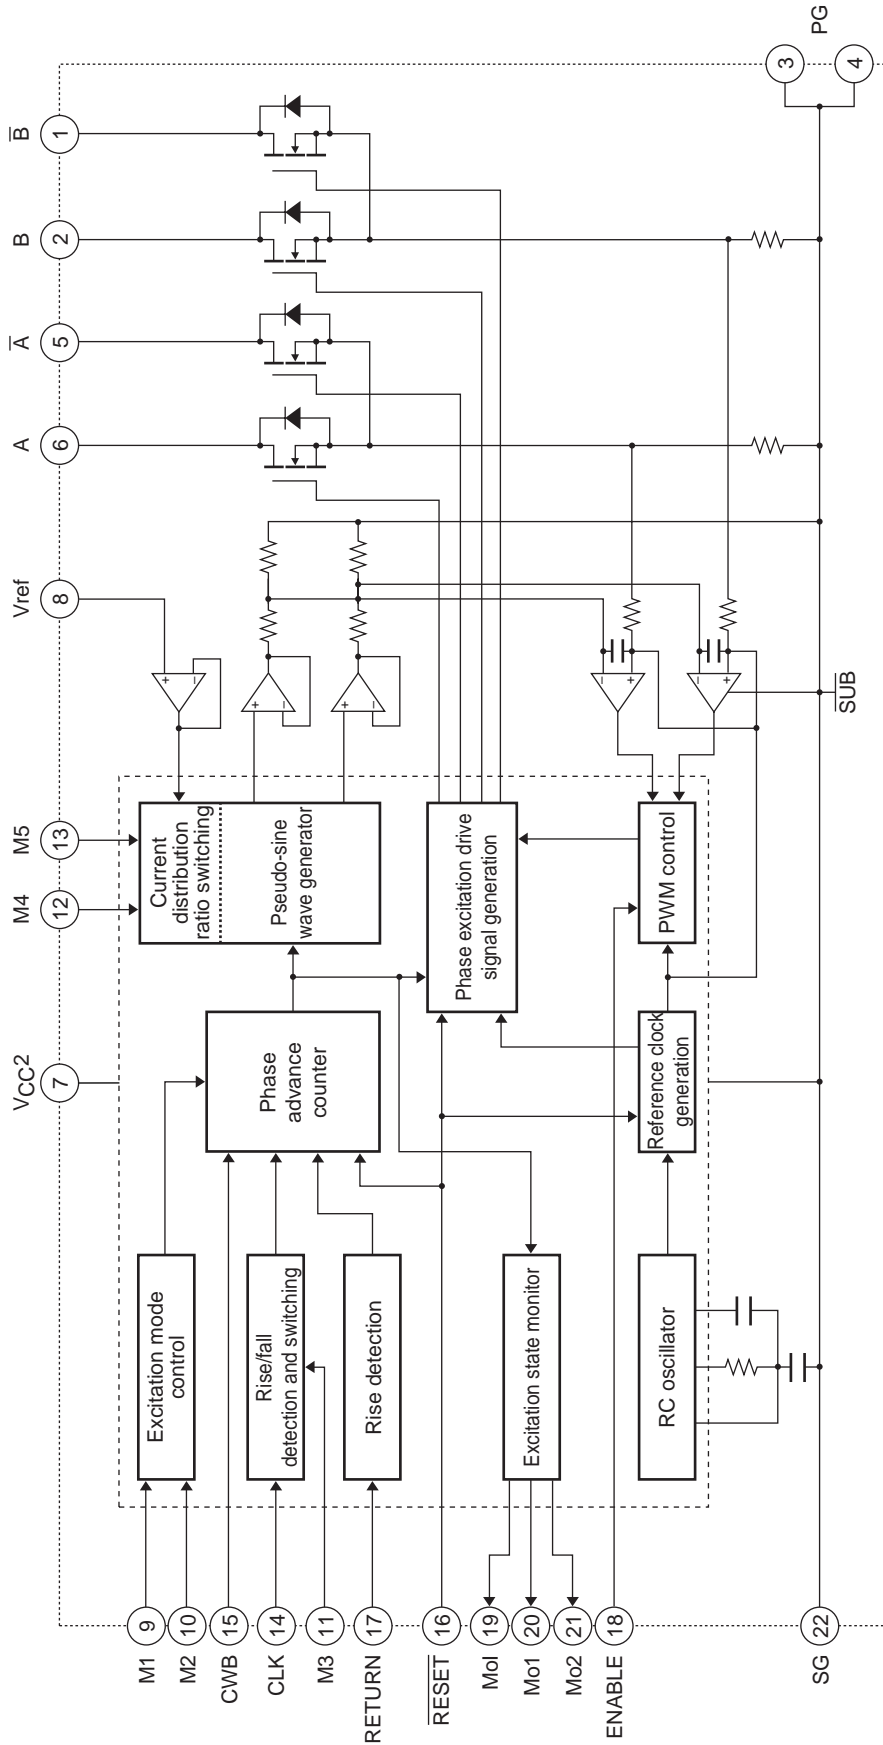 M1
9
M2
10
CWB
15
CLK
14
M3
11
RETURN
17
RESET
16
MoI
19
Mo1
20
Mo2
21
ENABLE
18
SG
22
Excitation mode
control
Rise/fall
detection and switching
Rise detection
Excitation state monitor
RC oscillator
VCC2
7
Phase
advance
counter
Reference clock
generation
M4
12
M5
13
Current
distribution
ratio switching
Pseudo-sine
wave generator
Phase excitation drive
signal generation
PWM control
Vref
8
+
−
+
−
+
−
−
+
−
+
SUB
A
6
A
5
B
2
B
1
3
4
PG